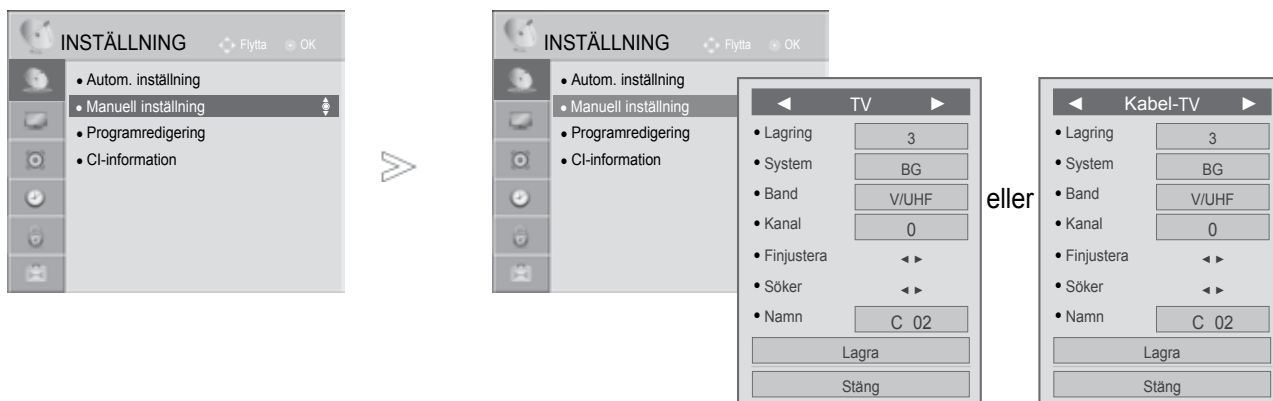 INSTÄLLNING Flytta OK
Autom. inställning
Manuell inställning
Programredigering
CI-information
INSTÄLLNING Flytta OK
Autom. inställning
Manuell inställning
Programredigering
CI-information
◄ TV ►
Lagring 3
System BG
Band V/UHF
Kanal 0
Finjustera ◄ ►
Söker ◄ ►
Namn C 02
Lagra
Stäng
eller
◄ Kabel-TV ►
Lagring 3
System BG
Band V/UHF
Kanal 0
Finjustera ◄ ►
Söker ◄ ►
Namn C 02
Lagra
Stäng